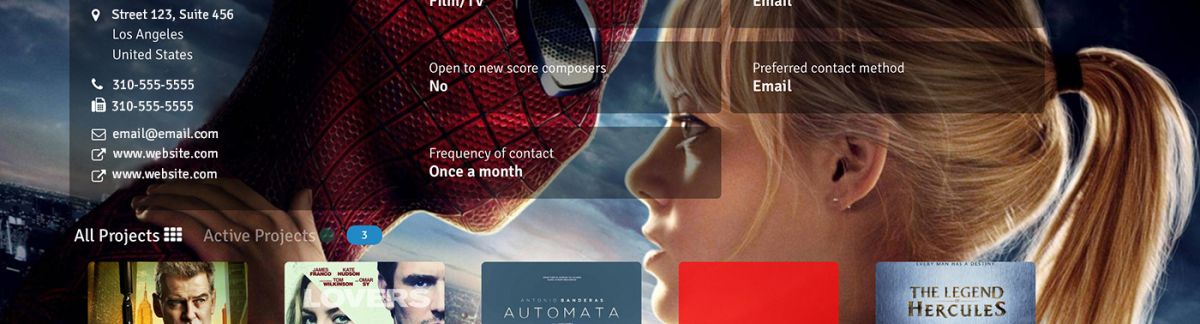 Film/TV
Email
Street 123, Suite 456
Los Angeles
United States
310-555-5555
310-555-5555
email@email.com
www.website.com
www.website.com
Open to new score composers
No
Preferred contact method
Email
Frequency of contact
Once a month
All Projects
Active Projects
3
JAMES FRANCO
KATE HUDSON
TOM WILKINSON
OMAR SY
LOVERS
ANTONIO BANDERAS
AUTOMATA
EVERY MAN HAS A DESTINY
THE LEGEND
OF
HERCULES